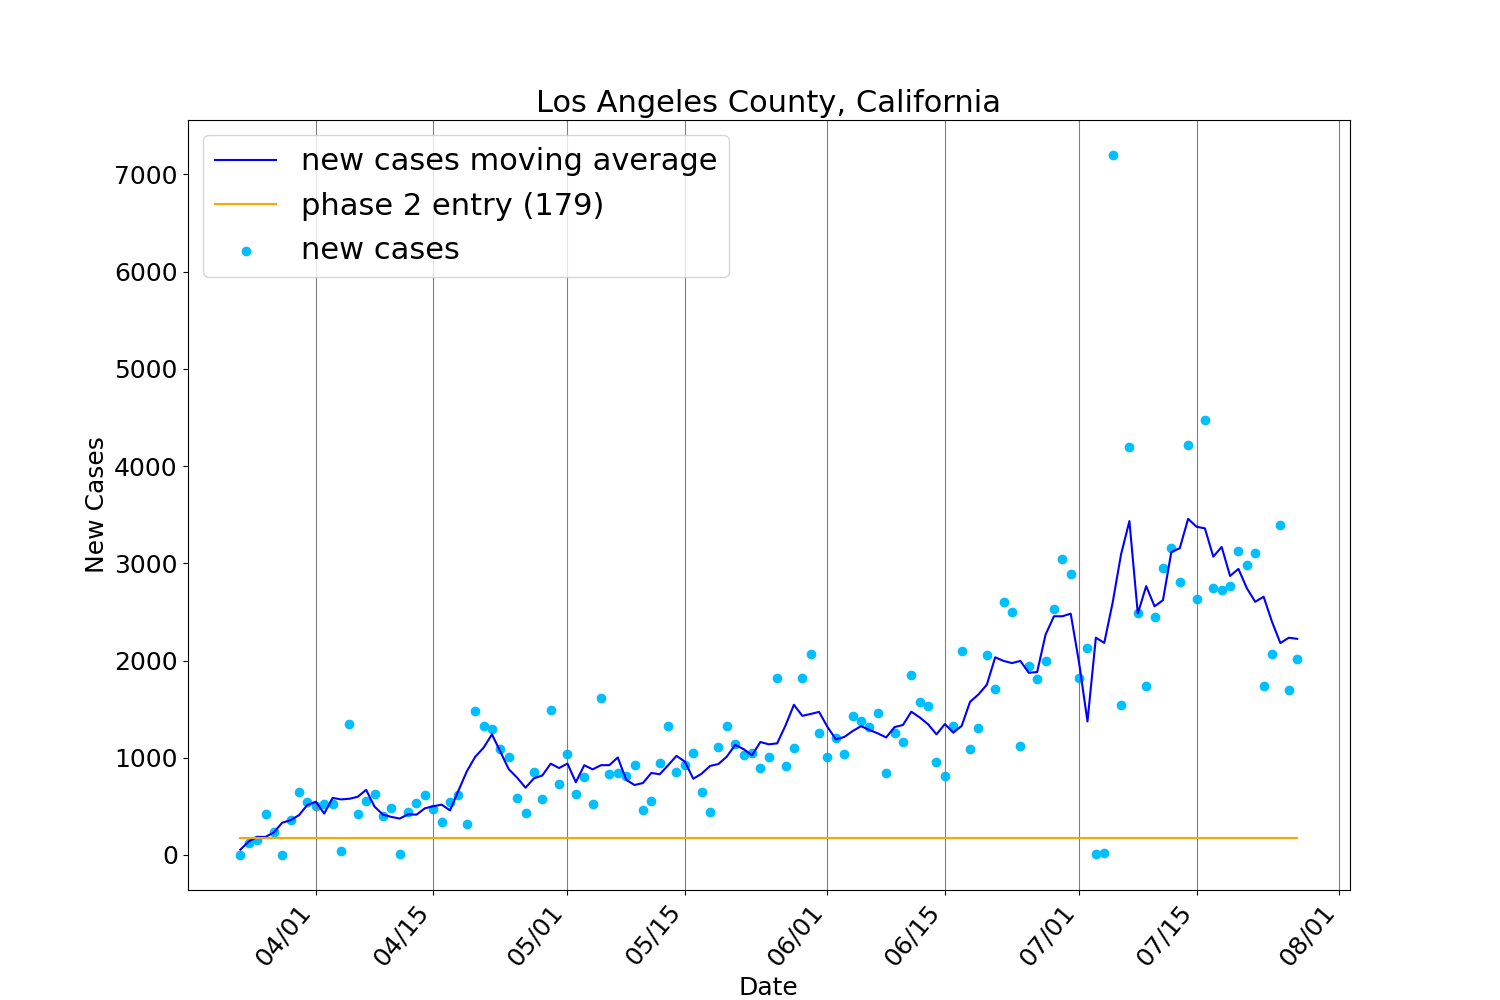 Los Angeles County, California
new cases moving average
phase 2 entry (179)
new cases
New Cases
7000
6000
5000
4000
3000
2000
1000
0
04/01
04/15
05/01
05/15
06/01
06/15
07/01
07/15
08/01
Date